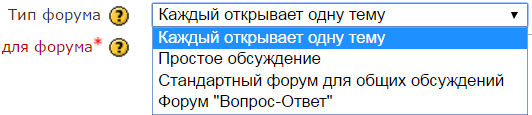 Тип форума Каждый открывает одну тему
Каждый открывает одну тему
для форума* Простое обсуждение
Стандартный форум для общих обсуждений
Форум "Вопрос-Ответ"